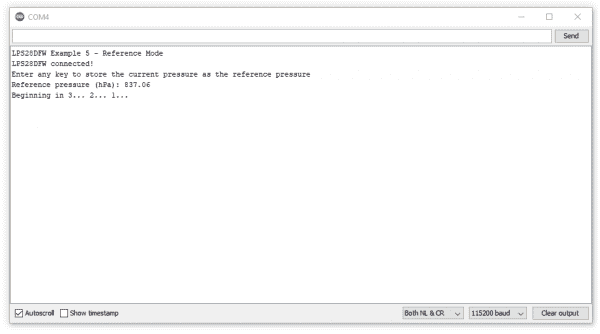 COM4
Send
LPS28DFW Example 5 - Reference Mode
LPS28DFW connected!
Enter any key to store the current pressure as the reference pressure
Reference pressure (hPa): 837.06
Beginning in 3... 2... 1...
Autoscroll Show timestamp Both NL & CR 115200 baud Clear output